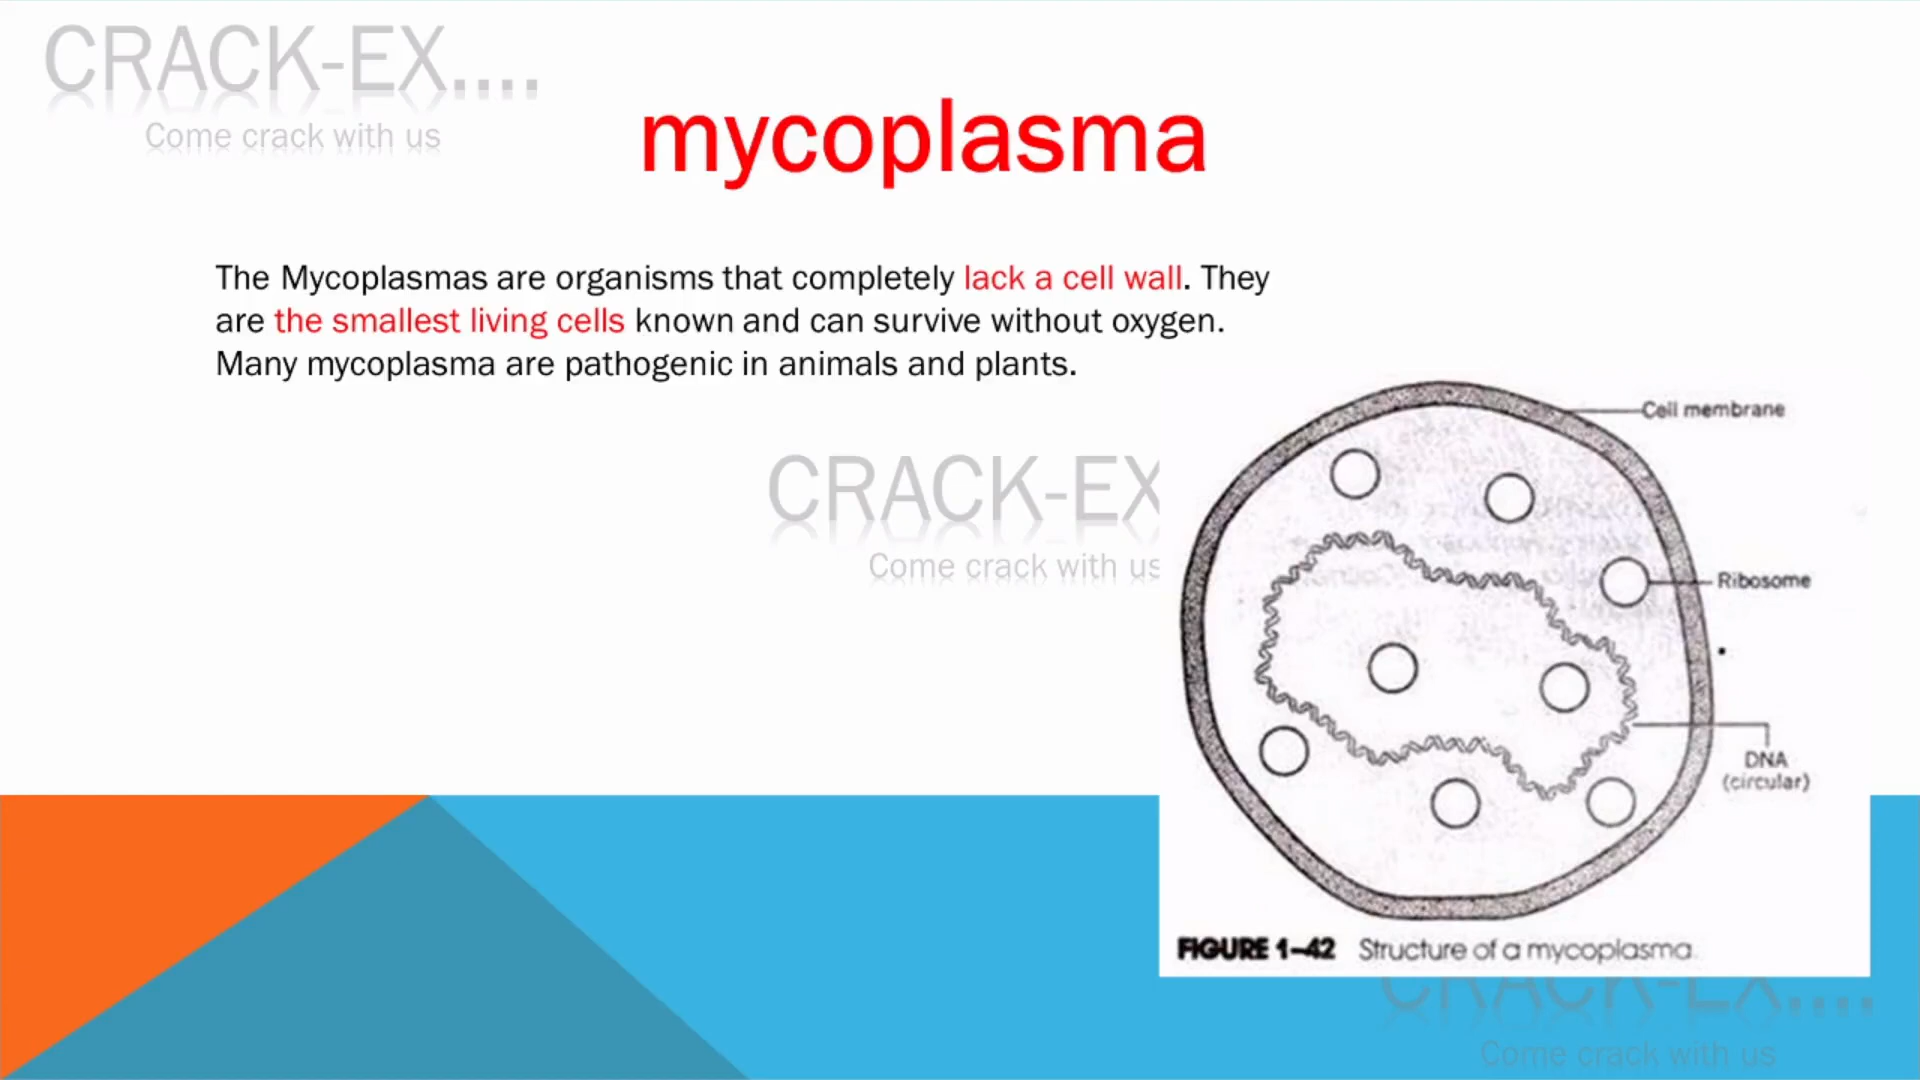 CRACK-EX....
Come crack with us
mycoplasma
The Mycoplasmas are organisms that completely lack a cell wall. They
are the smallest living cells known and can survive without oxygen.
Many mycoplasma are pathogenic in animals and plants.
Cell membrane
CRACK-EX
Come crack with us
Ribosome
DNA
(circular)
FIGURE 1-42 Structure of a mycoplasma.
CRACK-EX....
Come crack with us